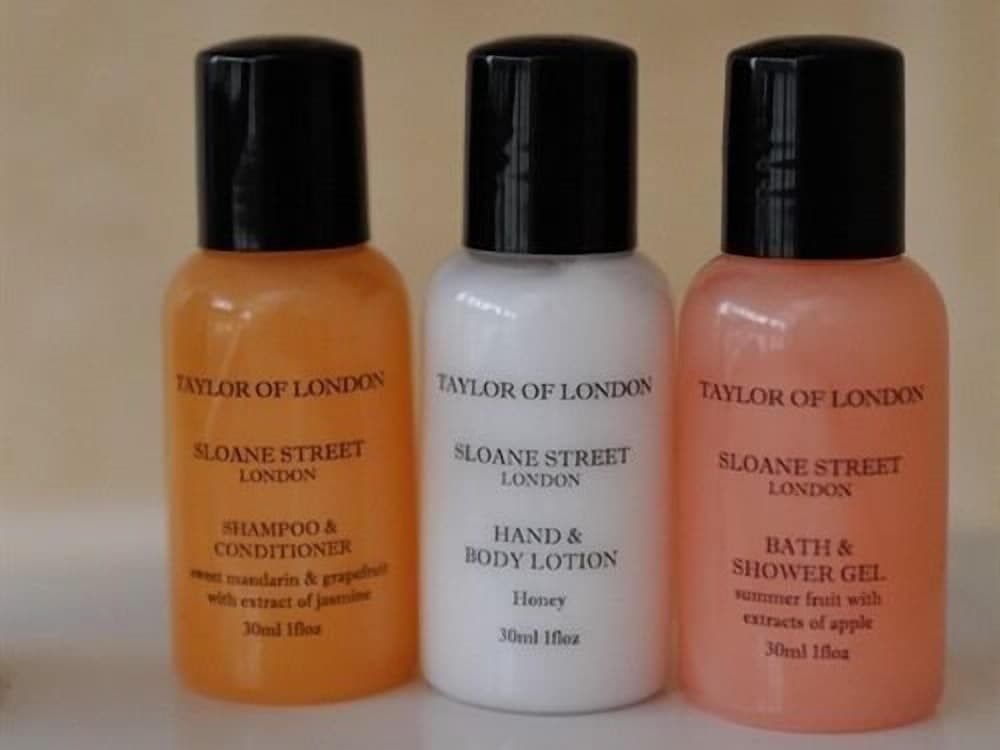 TAYLOR OF LONDON
SLOANE STREET
LONDON
SHAMPOO &
CONDITIONER
sweet mandarin & grapefruit
with extract of jasmine
30ml 1floz
TAYLOR OF LONDON
SLOANE STREET
LONDON
HAND &
BODY LOTION
Honey
30ml 1floz
TAYLOR OF LONDON
SLOANE STREET
LONDON
BATH &
SHOWER GEL
summer fruit with
extracts of apple
30ml 1floz